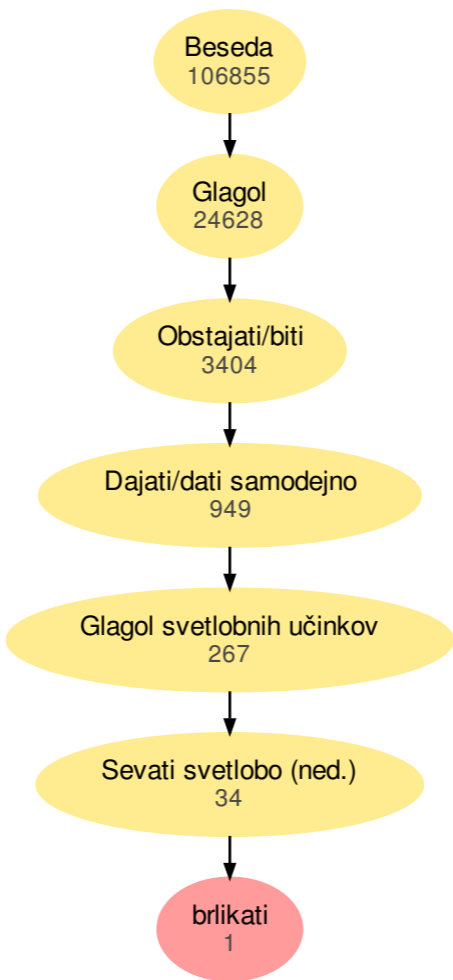 Beseda
106855
Glagol
24628
Obstajati/biti
3404
Dajati/dati samodejno
949
Glagol svetlobnih učinkov
267
Sevati svetlobo (ned.)
34
brlikati
1